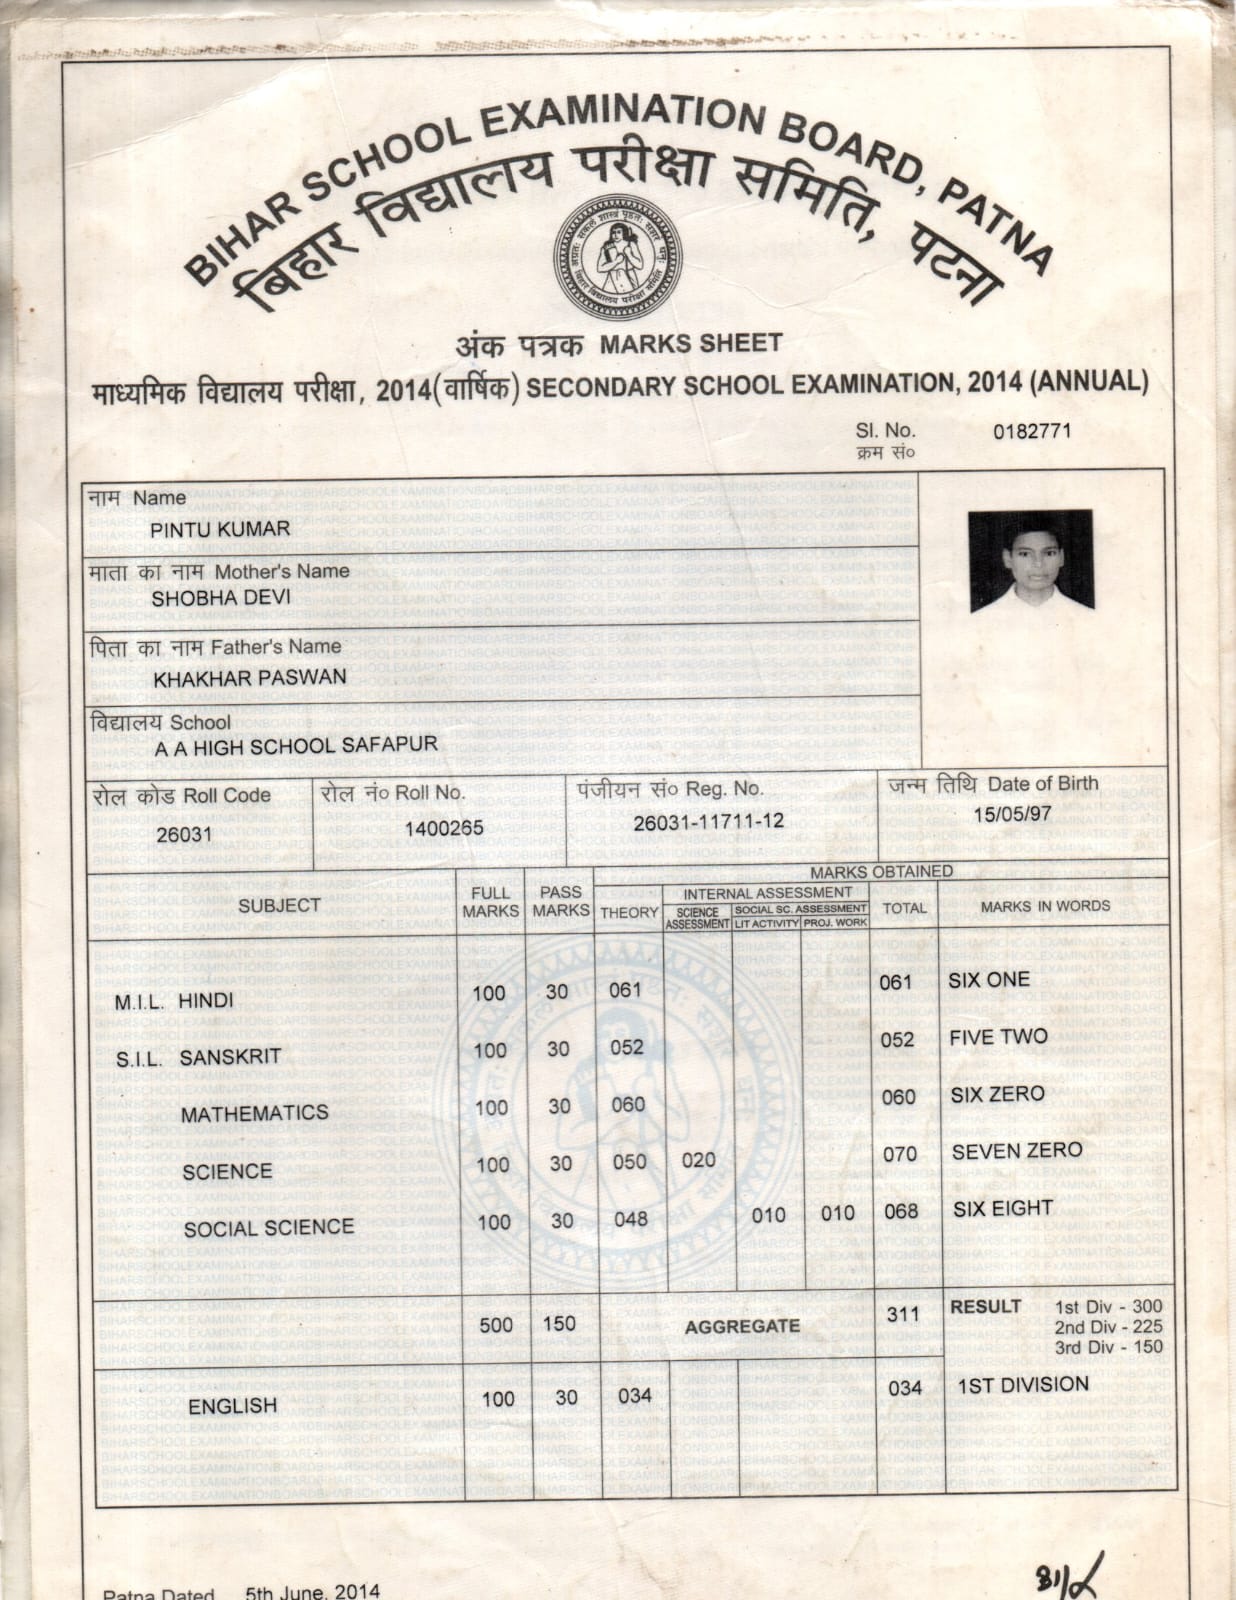 BIHAR SCHOOL EXAMINATION BOARD, PATNA
बिहार विद्यालय परीक्षा समिति, पटना
अंक पत्रक MARKS SHEET
माध्यमिक विद्यालय परीक्षा, 2014(वार्षिक) SECONDARY SCHOOL EXAMINATION, 2014 (ANNUAL)
Sl. No. 0182771
क्रम सं०
नाम Name
PINTU KUMAR
माता का नाम Mother's Name
SHOBHA DEVI
पिता का नाम Father's Name
KHAKHAR PASWAN
विद्यालय School
A A HIGH SCHOOL SAFAPUR
रोल कोड Roll Code रोल नं० Roll No. पंजीयन सं० Reg. No. जन्म तिथि Date of Birth
26031 1400265 26031-11711-12 15/05/97
MARKS OBTAINED
SUBJECT FULL MARKS PASS MARKS THEORY INTERNAL ASSESSMENT TOTAL MARKS IN WORDS
SCIENCE ASSESSMENT SOCIAL SC. ASSESSMENT
LIT ACTIVITY PROJ. WORK
M.I.L. HINDI 100 30 061 061 SIX ONE
S.I.L. SANSKRIT 100 30 052 052 FIVE TWO
MATHEMATICS 100 30 060 060 SIX ZERO
SCIENCE 100 30 050 020 070 SEVEN ZERO
SOCIAL SCIENCE 100 30 048 010 010 068 SIX EIGHT
500 150 AGGREGATE 311 RESULT 1st Div - 300
2nd Div - 225
3rd Div - 150
ENGLISH 100 30 034 034 1ST DIVISION
Patna Dated 5th June, 2014